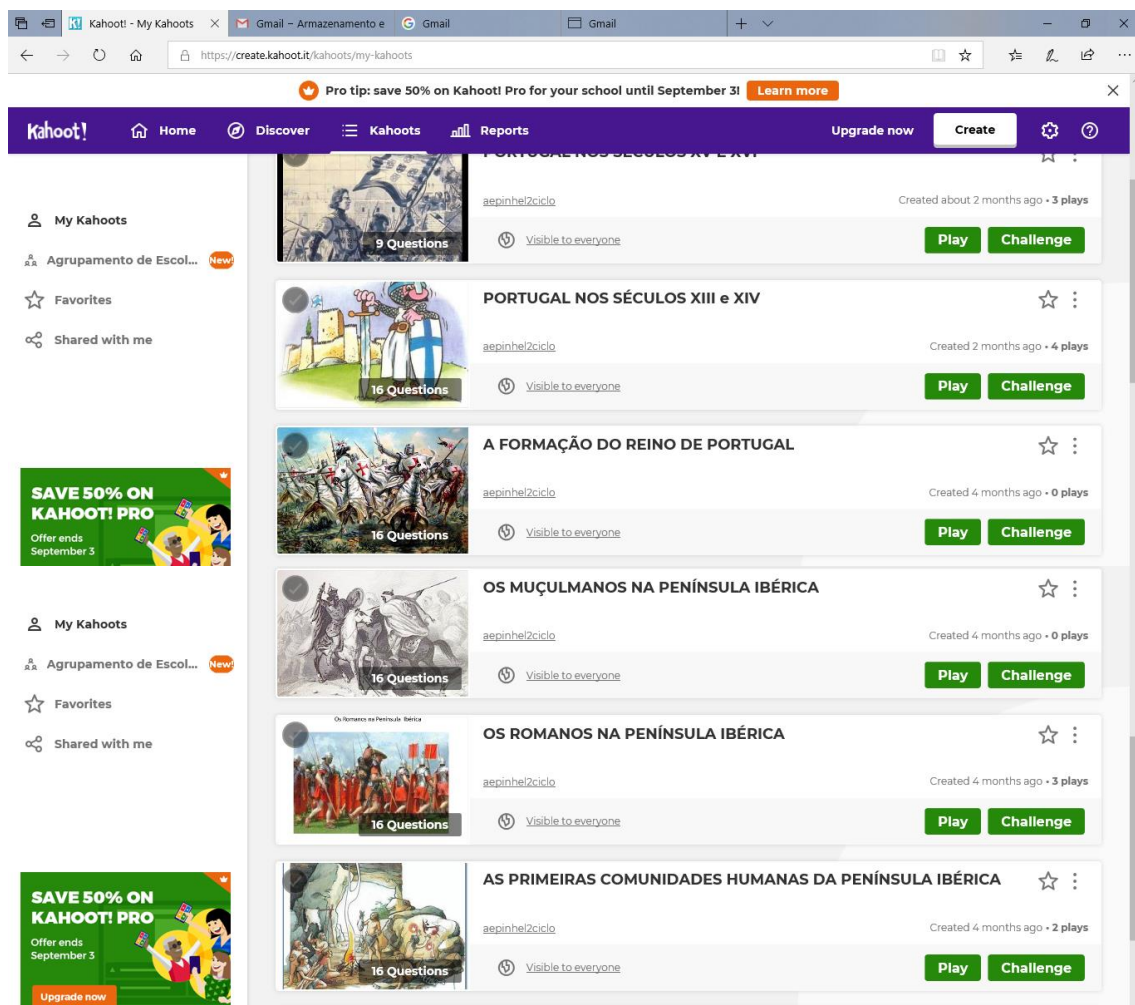 Kahoot! - My Kahoots
Gmail – Armazenamento e
Gmail
Gmail
https://create.kahoot.it/kahoots/my-kahoots
Pro tip: save 50% on Kahoot! Pro for your school until September 3! Learn more
Kahoot! Home Discover Kahoots Reports Upgrade now Create
My Kahoots
Agrupamento de Escol... New!
Favorites
Shared with me
SAVE 50% ON
KAHOOT! PRO
Offer ends
September 3
My Kahoots
Agrupamento de Escol... New!
Favorites
Shared with me
SAVE 50% ON
KAHOOT! PRO
Offer ends
September 3
Upgrade now
PORTUGAL NOS SÉCULOS XV E XVI
aepinhel2ciclo
Created about 2 months ago • 3 plays
9 Questions
Visible to everyone
Play Challenge
PORTUGAL NOS SÉCULOS XIII e XIV
aepinhel2ciclo
Created 2 months ago • 4 plays
16 Questions
Visible to everyone
Play Challenge
A FORMAÇÃO DO REINO DE PORTUGAL
aepinhel2ciclo
Created 4 months ago • 0 plays
16 Questions
Visible to everyone
Play Challenge
OS MUÇULMANOS NA PENÍNSULA IBÉRICA
aepinhel2ciclo
Created 4 months ago • 0 plays
16 Questions
Visible to everyone
Play Challenge
Os Romanos na Península Ibérica
OS ROMANOS NA PENÍNSULA IBÉRICA
aepinhel2ciclo
Created 4 months ago • 3 plays
16 Questions
Visible to everyone
Play Challenge
AS PRIMEIRAS COMUNIDADES HUMANAS DA PENÍNSULA IBÉRICA
aepinhel2ciclo
Created 4 months ago • 2 plays
16 Questions
Visible to everyone
Play Challenge